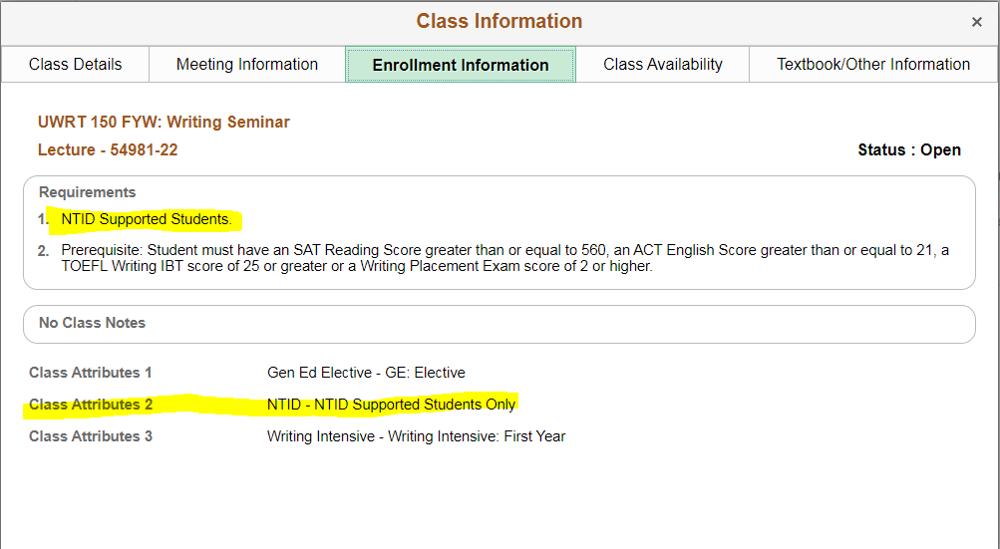 Class Information
×
Class Details
Meeting Information
Enrollment Information
Class Availability
Textbook/Other Information
UWRT 150 FYW: Writing Seminar
Lecture - 54981-22
Status : Open
Requirements
1. NTID Supported Students.
2. Prerequisite: Student must have an SAT Reading Score greater than or equal to 560, an ACT English Score greater than or equal to 21, a
TOEFL Writing IBT score of 25 or greater or a Writing Placement Exam score of 2 or higher.
No Class Notes
Class Attributes 1 Gen Ed Elective - GE: Elective
Class Attributes 2 NTID - NTID Supported Students Only
Class Attributes 3 Writing Intensive - Writing Intensive: First Year